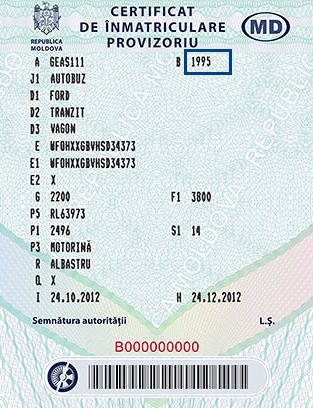 CERTIFICAT
DE ÎNMATRICULARE
PROVIZORIU
REPUBLICA
MOLDOVA
MD
A GEAS111 B 1995
J1 AUTOBUZ
D1 FORD
D2 TRANZIT
D3 VAGON
E WFOHXXGBVHSD34373
E1 WFOHXXGBVHSD34373
E2 X
G 2200 F1 3800
P5 RL63973
P1 2496 S1 14
P3 MOTORINĂ
R ALBASTRU
Q X
I 24.10.2012 H 24.12.2012
Semnătura autorității L.Ș.
B000000000